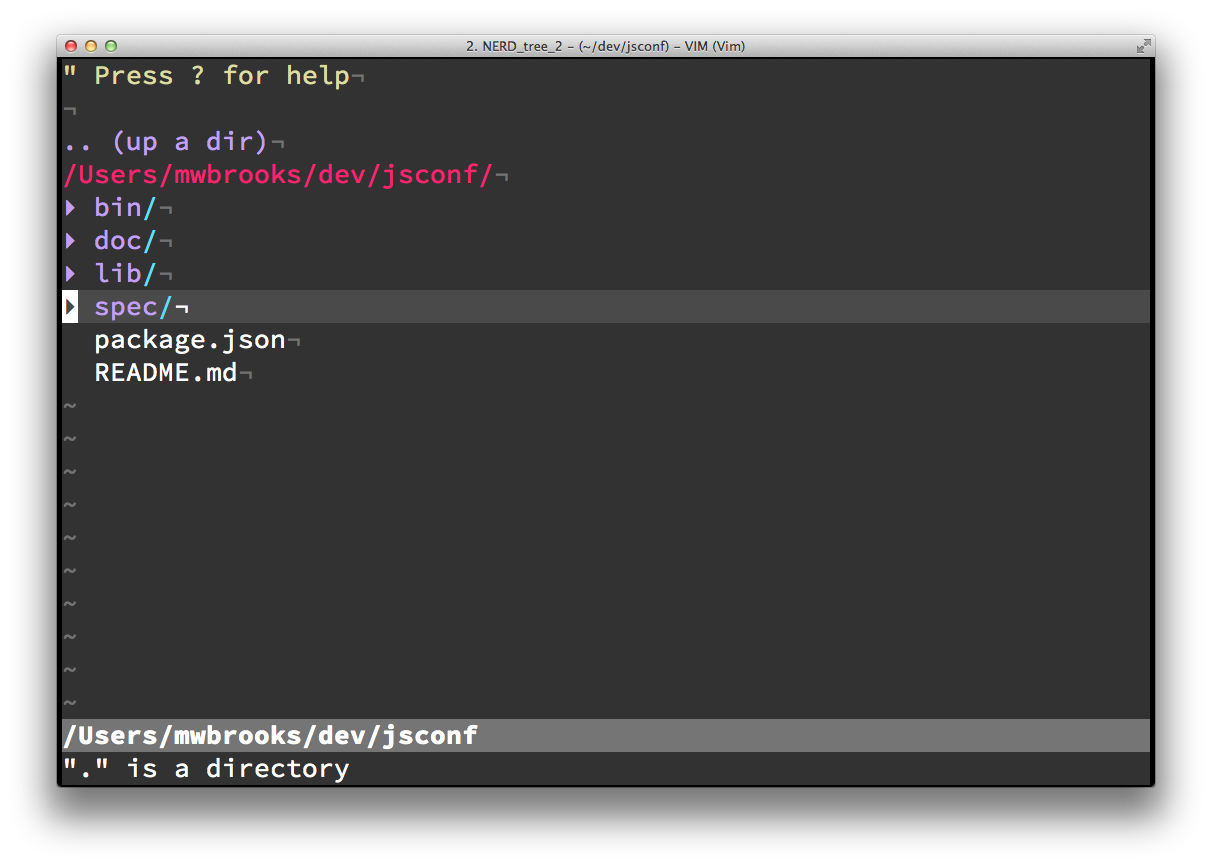 2. NERD_tree_2 – (~/dev/jsconf) – VIM (Vim)
" Press ? for help¬
¬
.. (up a dir)¬
/Users/mwbrooks/dev/jsconf/¬
▸ bin/¬
▸ doc/¬
▸ lib/¬
▸ spec/¬
package.json¬
README.md¬
~
~
~
~
~
~
~
~
~
~
/Users/mwbrooks/dev/jsconf
"." is a directory